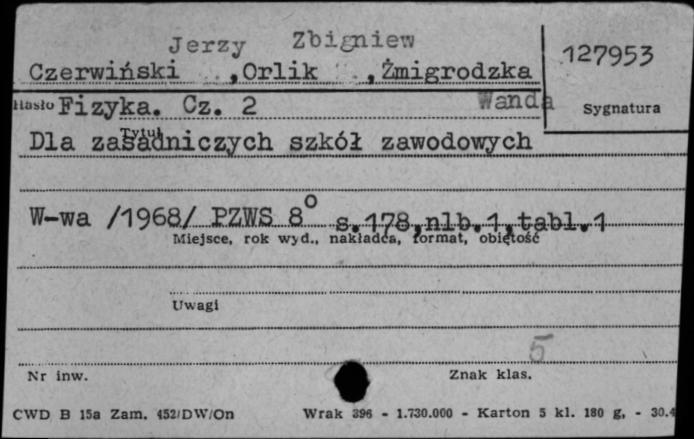 Jerzy Zbigniew
Czerwiński ,Orlik ,Żmigrodzka
127953
Hasło Fizyka. Cz. 2 Wanda
Sygnatura
Tytuł
Dla zasadniczych szkół zawodowych
W-wa /1968/ PZWS 8° s.178,nlb.1,tabl.1
Miejsce, rok wyd., nakładca, format, objętość
Uwagi
5
Nr inw. Znak klas.
CWD B 15a Zam. 452/DW/On Wrak 396 - 1.730.000 - Karton 5 kl. 180 g, - 30.4